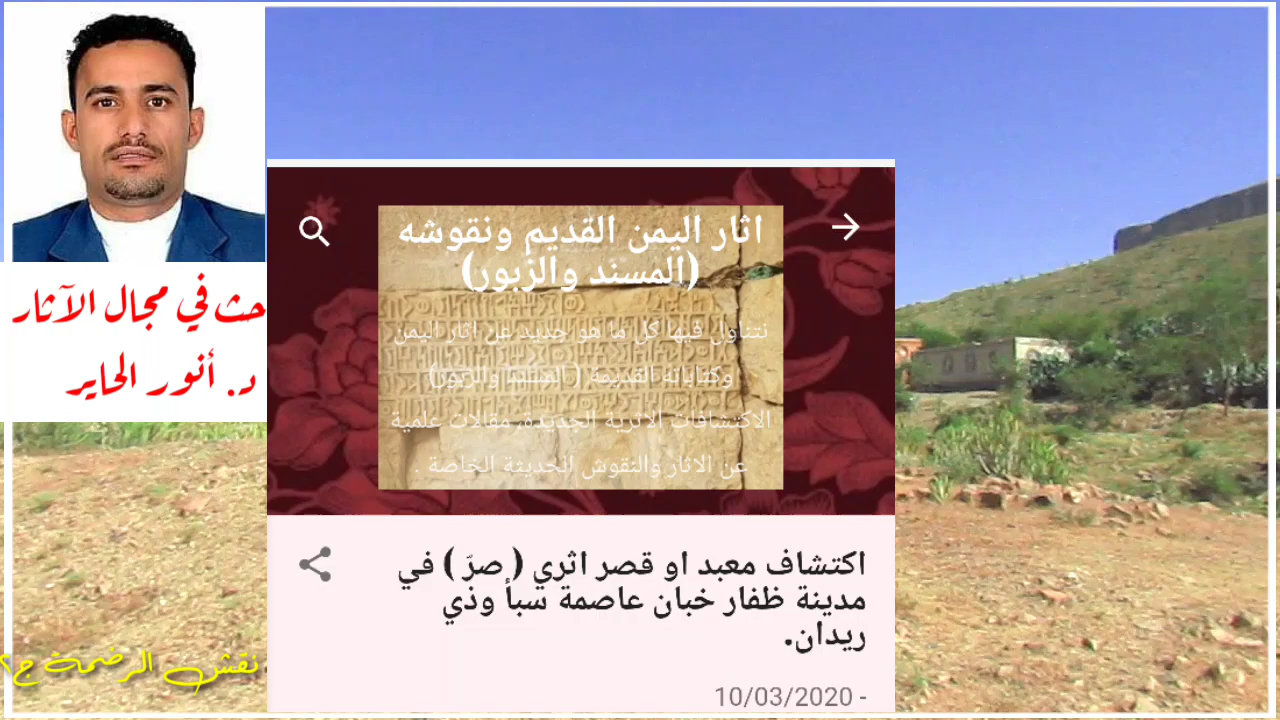 اثار اليمن القديم ونقوشه
(المسند والزبور)
نتناول فيها كل ما هو جديد عن اثار اليمن
وكتاباته القديمة ( المسند والزبور)
الاكتشافات الاثرية الجديدة, مقالات علمية
عن الاثار والنقوش الحديثة الخاصة .
اكتشاف معبد او قصر اثري ( صرّ ) في
مدينة ظفار خبان عاصمة سبأ وذي
ريدان.
- 10/03/2020
حث في مجال الآثار
د. أنور الحاير
نقش الرضمة ج٢